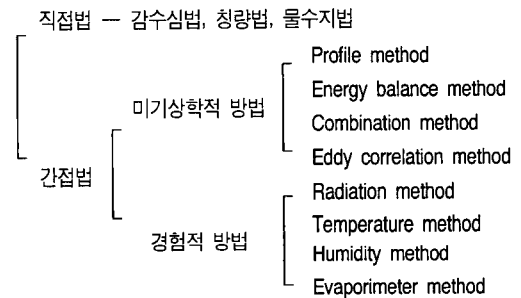 직접법 — 감수심법, 칭량법, 물수지법
간접법
미기상학적 방법
Profile method
Energy balance method
Combination method
Eddy correlation method
경험적 방법
Radiation method
Temperature method
Humidity method
Evaporimeter method